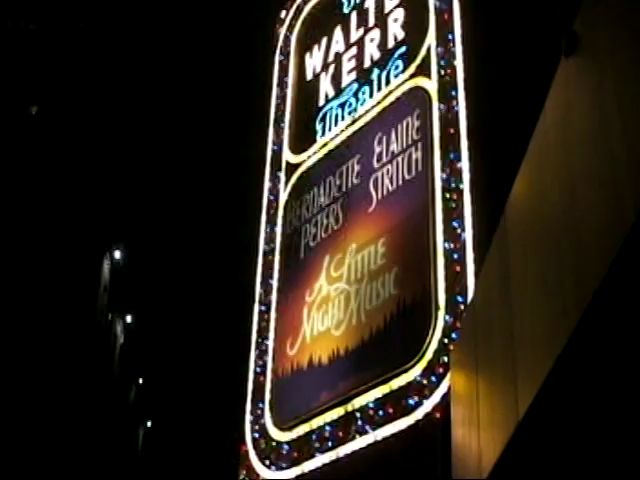 WALTER
KERR
Theatre
BERNADETTE
PETERS
ELAINE
STRITCH
A LITTLE
NIGHT MUSIC